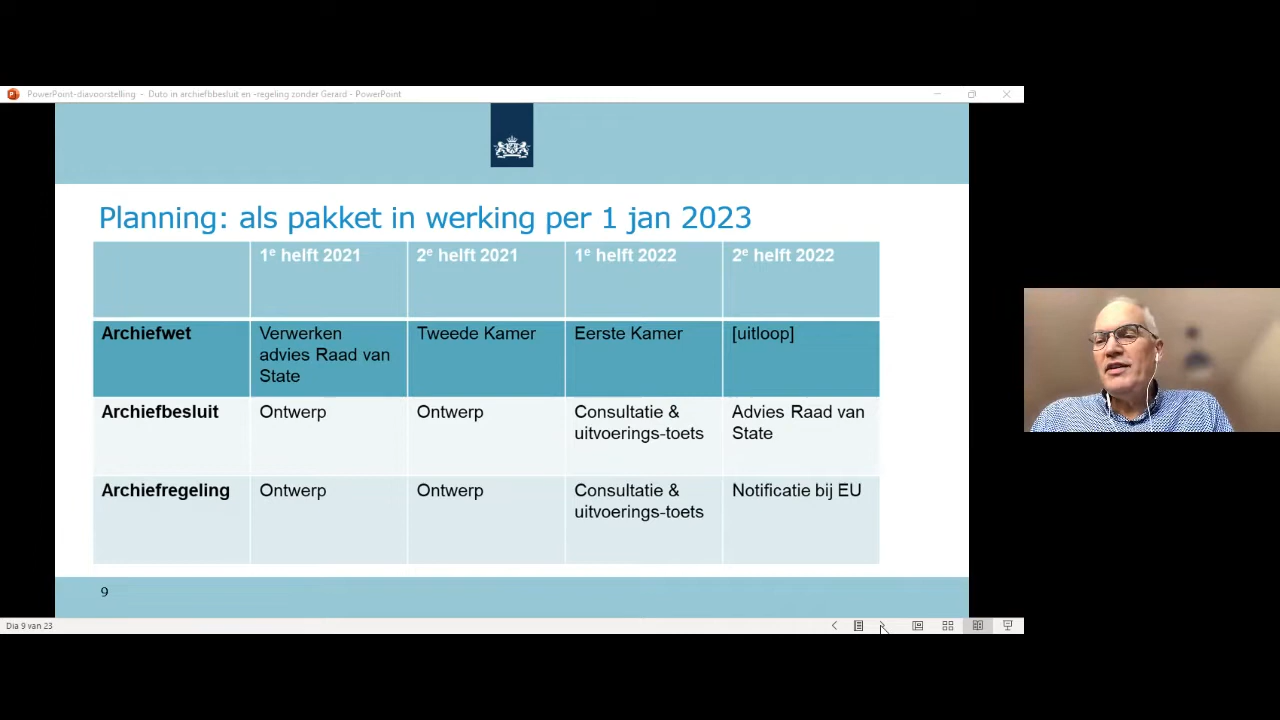 PowerPoint-diavoorstelling - Duto in archiefbbesluit en -regeling zonder Gerard - PowerPoint
Planning: als pakket in werking per 1 jan 2023
1e helft 2021 2e helft 2021 1e helft 2022 2e helft 2022
Archiefwet Verwerken Tweede Kamer Eerste Kamer [uitloop]
advies Raad van
State
Archiefbesluit Ontwerp Ontwerp Consultatie & Advies Raad van
uitvoerings-toets State
Archiefregeling Ontwerp Ontwerp Consultatie & Notificatie bij EU
uitvoerings-toets
9
Dia 9 van 23